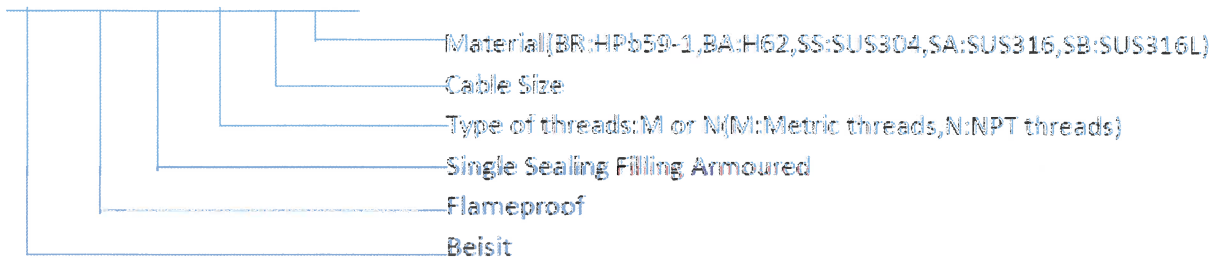 Material(BR:HPb59-1,BA:H62,SS:SUS304,SA:SUS316,SB:SUS316L)
Cable Size
Type of threads:M or N(M:Metric threads,N:NPT threads)
Single Sealing Filling Armoured
Flameproof
Beisit